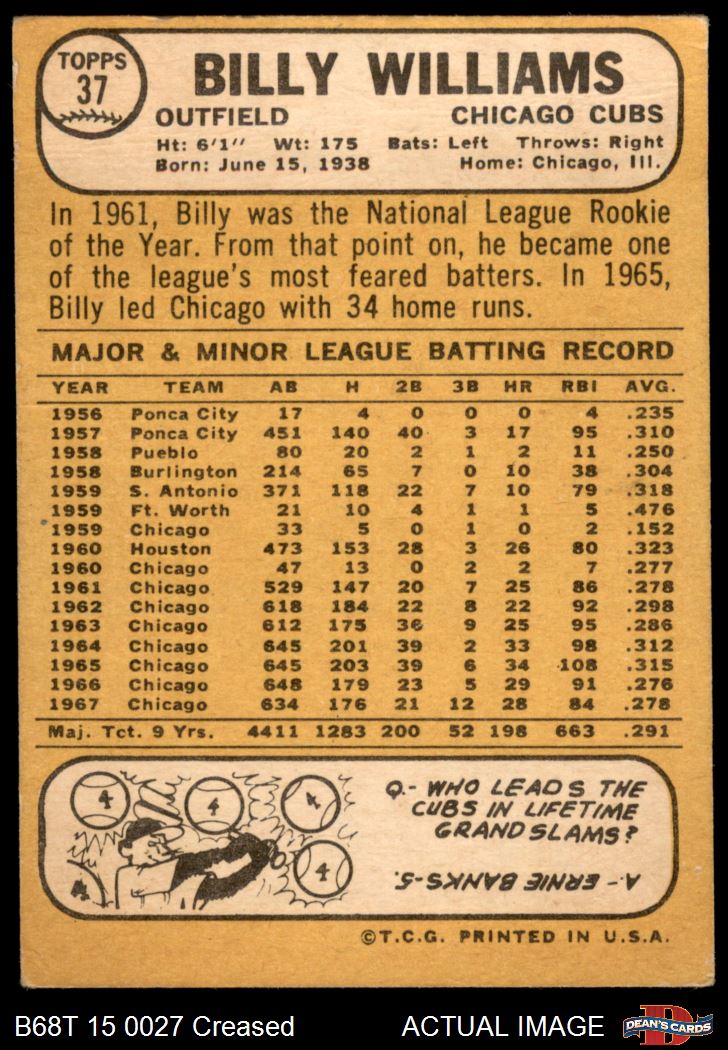 TOPPS
37
BILLY WILLIAMS
OUTFIELD CHICAGO CUBS
Ht: 6'1" Wt: 175 Bats: Left Throws: Right
Born: June 15, 1938 Home: Chicago, Ill.
In 1961, Billy was the National League Rookie
of the Year. From that point on, he became one
of the league's most feared batters. In 1965,
Billy led Chicago with 34 home runs.
MAJOR & MINOR LEAGUE BATTING RECORD
YEAR TEAM AB H 2B 3B HR RBI AVG.
1956 Ponca City 17 4 0 0 0 4 .235
1957 Ponca City 451 140 40 3 17 95 .310
1958 Pueblo 80 20 2 1 2 11 .250
1958 Burlington 214 65 7 0 10 38 .304
1959 S. Antonio 371 118 22 7 10 79 .318
1959 Ft. Worth 21 10 4 1 1 5 .476
1959 Chicago 33 5 0 1 0 2 .152
1960 Houston 473 153 28 3 26 80 .323
1960 Chicago 47 13 0 2 2 7 .277
1961 Chicago 529 147 20 7 25 86 .278
1962 Chicago 618 184 22 8 22 92 .298
1963 Chicago 612 175 36 9 25 95 .286
1964 Chicago 645 201 39 2 33 98 .312
1965 Chicago 645 203 39 6 34 108 .315
1966 Chicago 648 179 23 5 29 91 .276
1967 Chicago 634 176 21 12 28 84 .278
Maj. Tct. 9 Yrs. 4411 1283 200 52 198 663 .291
4 4 4 4 4
Q.- WHO LEADS THE
CUBS IN LIFETIME
GRAND SLAMS?
A- ERNIE BANKS-5.
©T.C.G. PRINTED IN U.S.A.
B68T 15 0027 Creased ACTUAL IMAGE
D
DEAN'S CARDS